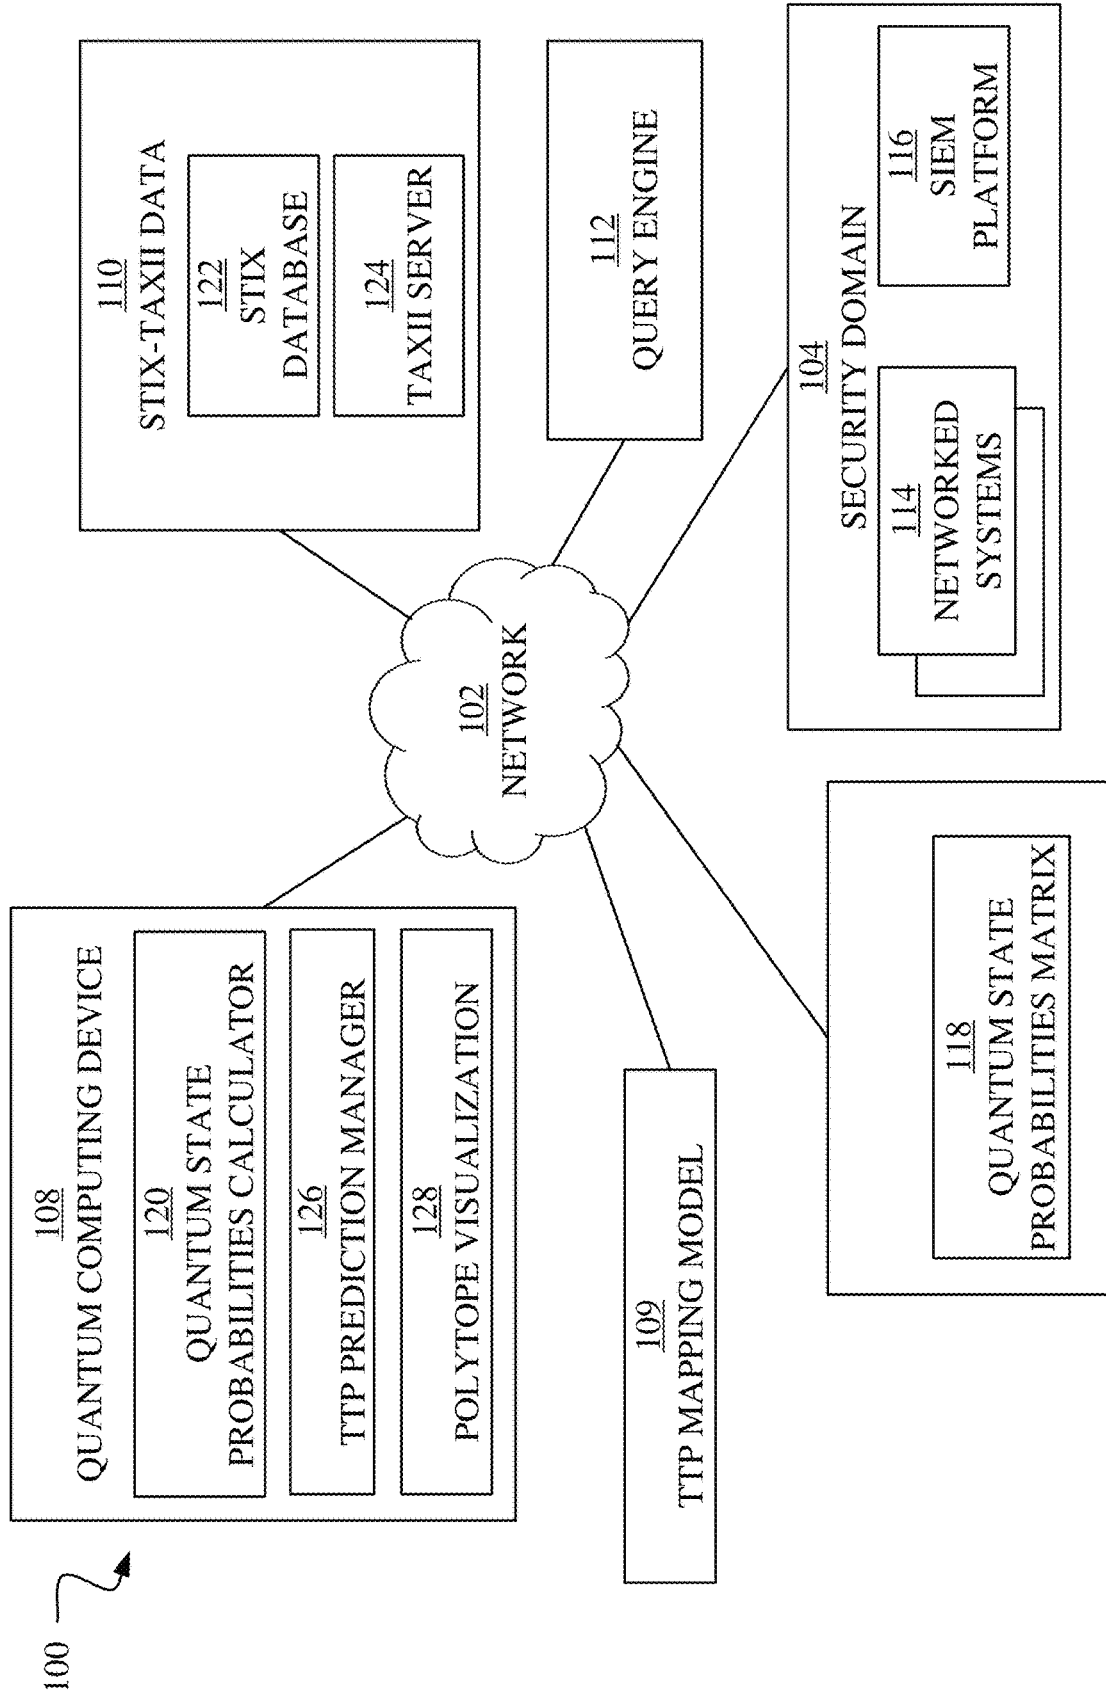 100
108
QUANTUM COMPUTING DEVICE
120
QUANTUM STATE
PROBABILITIES CALCULATOR
126
TTP PREDICTION MANAGER
128
POLYTOPE VISUALIZATION
110
STIX-TAXII DATA
122
STIX
DATABASE
124
TAXII SERVER
102
NETWORK
112
QUERY ENGINE
109
TTP MAPPING MODEL
118
QUANTUM STATE
PROBABILITIES MATRIX
104
SECURITY DOMAIN
114
NETWORKED
SYSTEMS
116
SIEM
PLATFORM